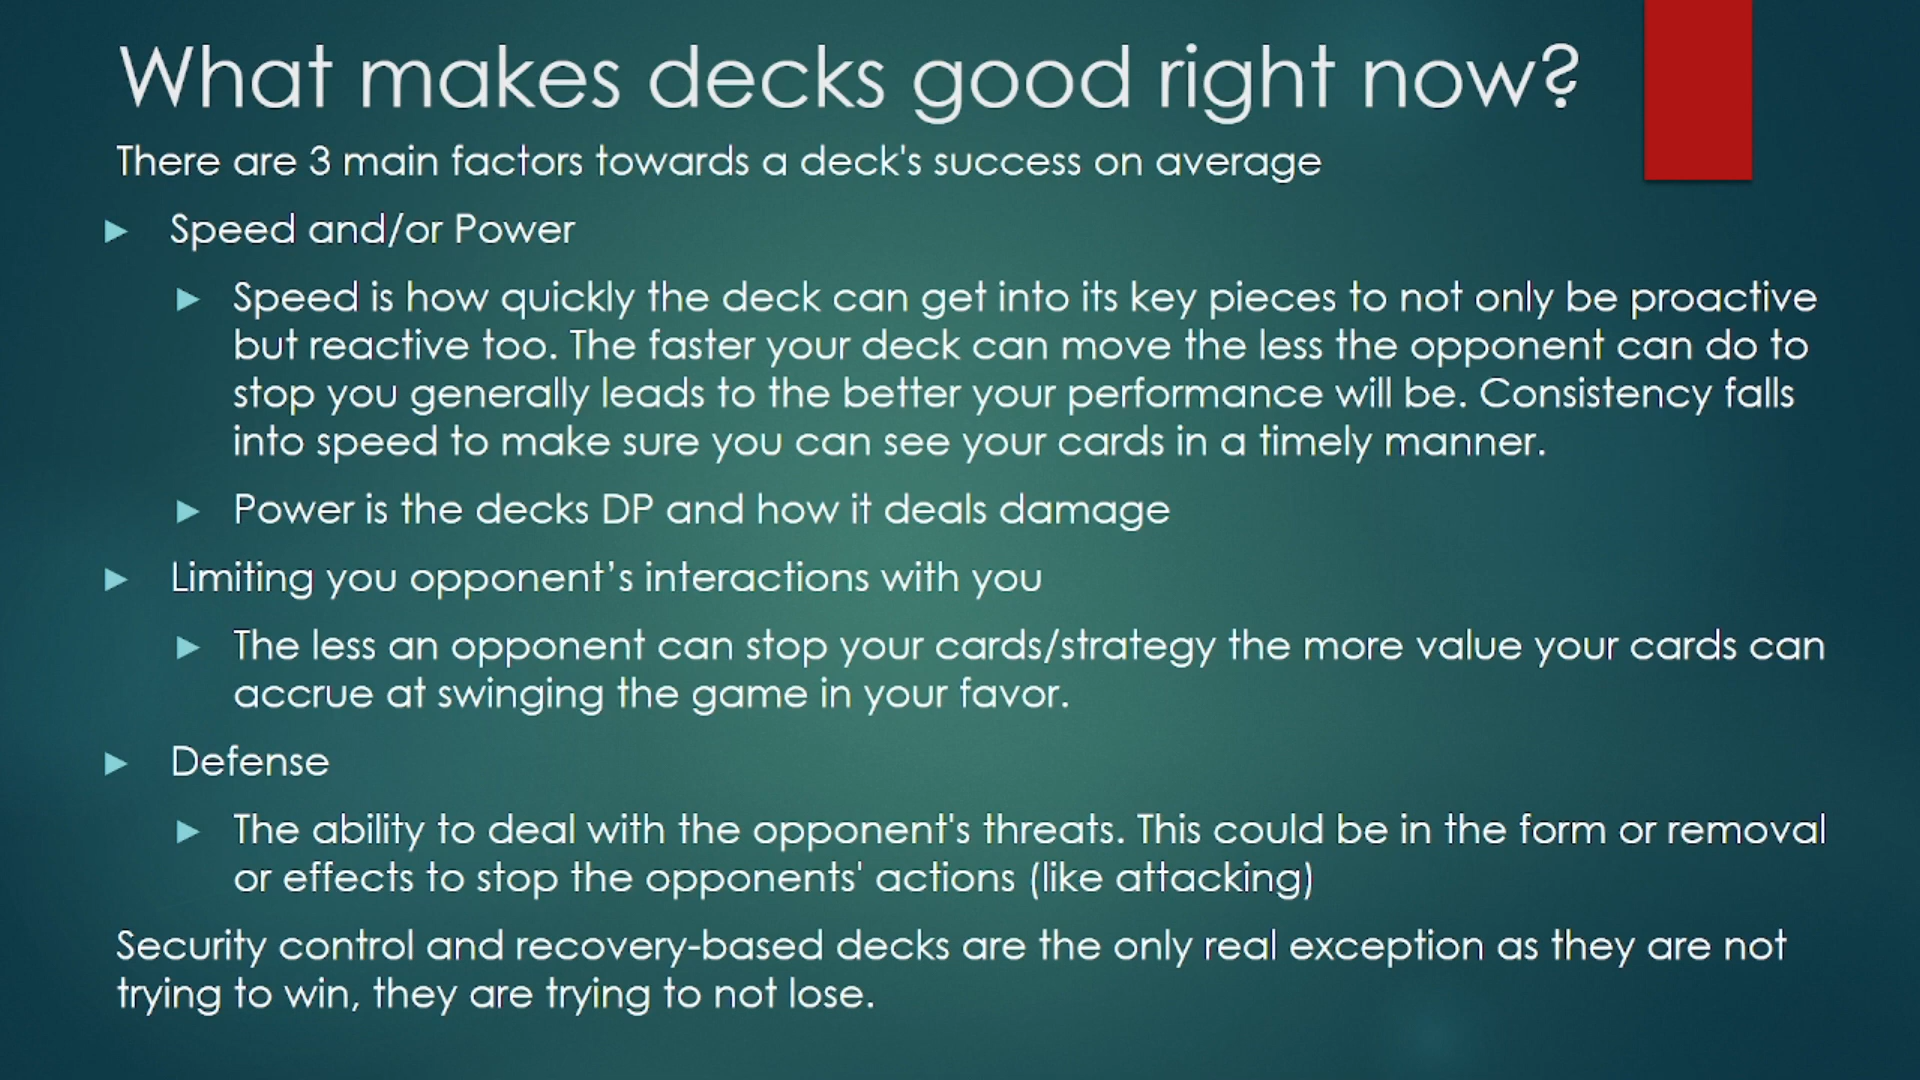 What makes decks good right now?
There are 3 main factors towards a deck's success on average
Speed and/or Power
Speed is how quickly the deck can get into its key pieces to not only be proactive
but reactive too. The faster your deck can move the less the opponent can do to
stop you generally leads to the better your performance will be. Consistency falls
into speed to make sure you can see your cards in a timely manner.
Power is the decks DP and how it deals damage
Limiting you opponent’s interactions with you
The less an opponent can stop your cards/strategy the more value your cards can
accrue at swinging the game in your favor.
Defense
The ability to deal with the opponent's threats. This could be in the form or removal
or effects to stop the opponents' actions (like attacking)
Security control and recovery-based decks are the only real exception as they are not
trying to win, they are trying to not lose.